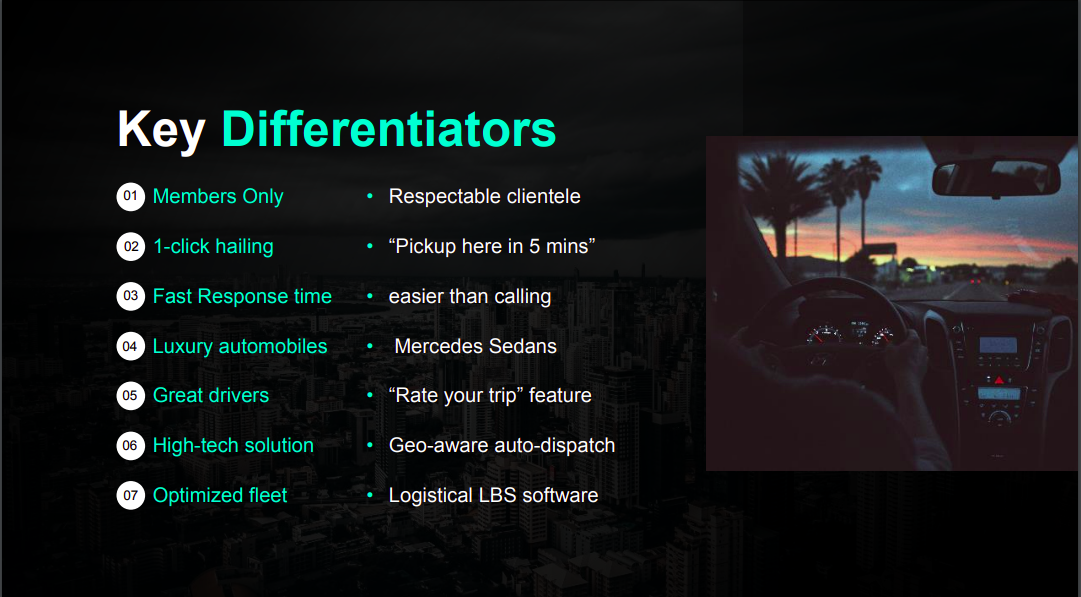 Key Differentiators
01 Members Only • Respectable clientele
02 1-click hailing • “Pickup here in 5 mins”
03 Fast Response time • easier than calling
04 Luxury automobiles • Mercedes Sedans
05 Great drivers • “Rate your trip” feature
06 High-tech solution • Geo-aware auto-dispatch
07 Optimized fleet • Logistical LBS software